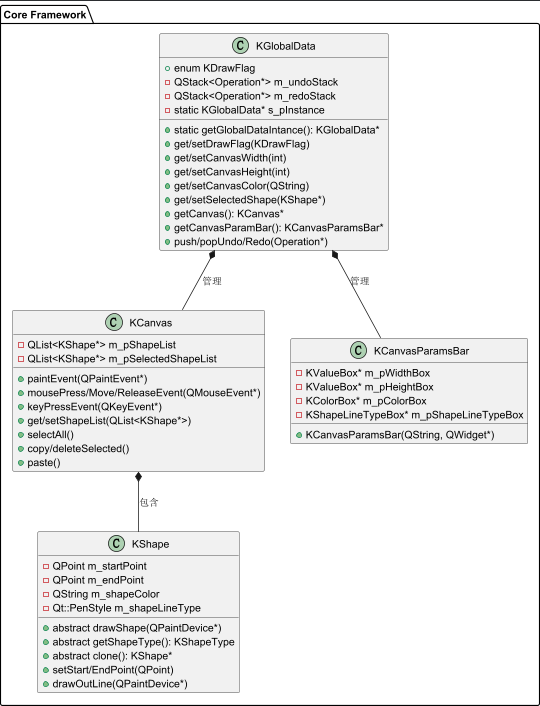 Core Framework
C KGlobalData
enum KDrawFlag
QStack<Operation*> m_undoStack
QStack<Operation*> m_redoStack
static KGlobalData* s_pInstance
static getGlobalDataIntance(): KGlobalData*
get/setDrawFlag(KDrawFlag)
get/setCanvasWidth(int)
get/setCanvasHeight(int)
get/setCanvasColor(QString)
get/setSelectedShape(KShape*)
getCanvas(): KCanvas*
getCanvasParamBar(): KCanvasParamsBar*
push/popUndo/Redo(Operation*)
管理
管理
C KCanvas
QList<KShape*> m_pShapeList
QList<KShape*> m_pSelectedShapeList
paintEvent(QPaintEvent*)
mousePress/Move/ReleaseEvent(QMouseEvent*)
keyPressEvent(QKeyEvent*)
get/setShapeList(QList<KShape*>)
selectAll()
copy/deleteSelected()
paste()
C KCanvasParamsBar
KValueBox* m_pWidthBox
KValueBox* m_pHeightBox
KColorBox* m_pColorBox
KShapeLineTypeBox* m_pShapeLineTypeBox
KCanvasParamsBar(QString, QWidget*)
包含
C KShape
QPoint m_startPoint
QPoint m_endPoint
QString m_shapeColor
Qt::PenStyle m_shapeLineType
abstract drawShape(QPaintDevice*)
abstract getShapeType(): KShapeType
abstract clone(): KShape*
setStart/EndPoint(QPoint)
drawOutLine(QPaintDevice*)